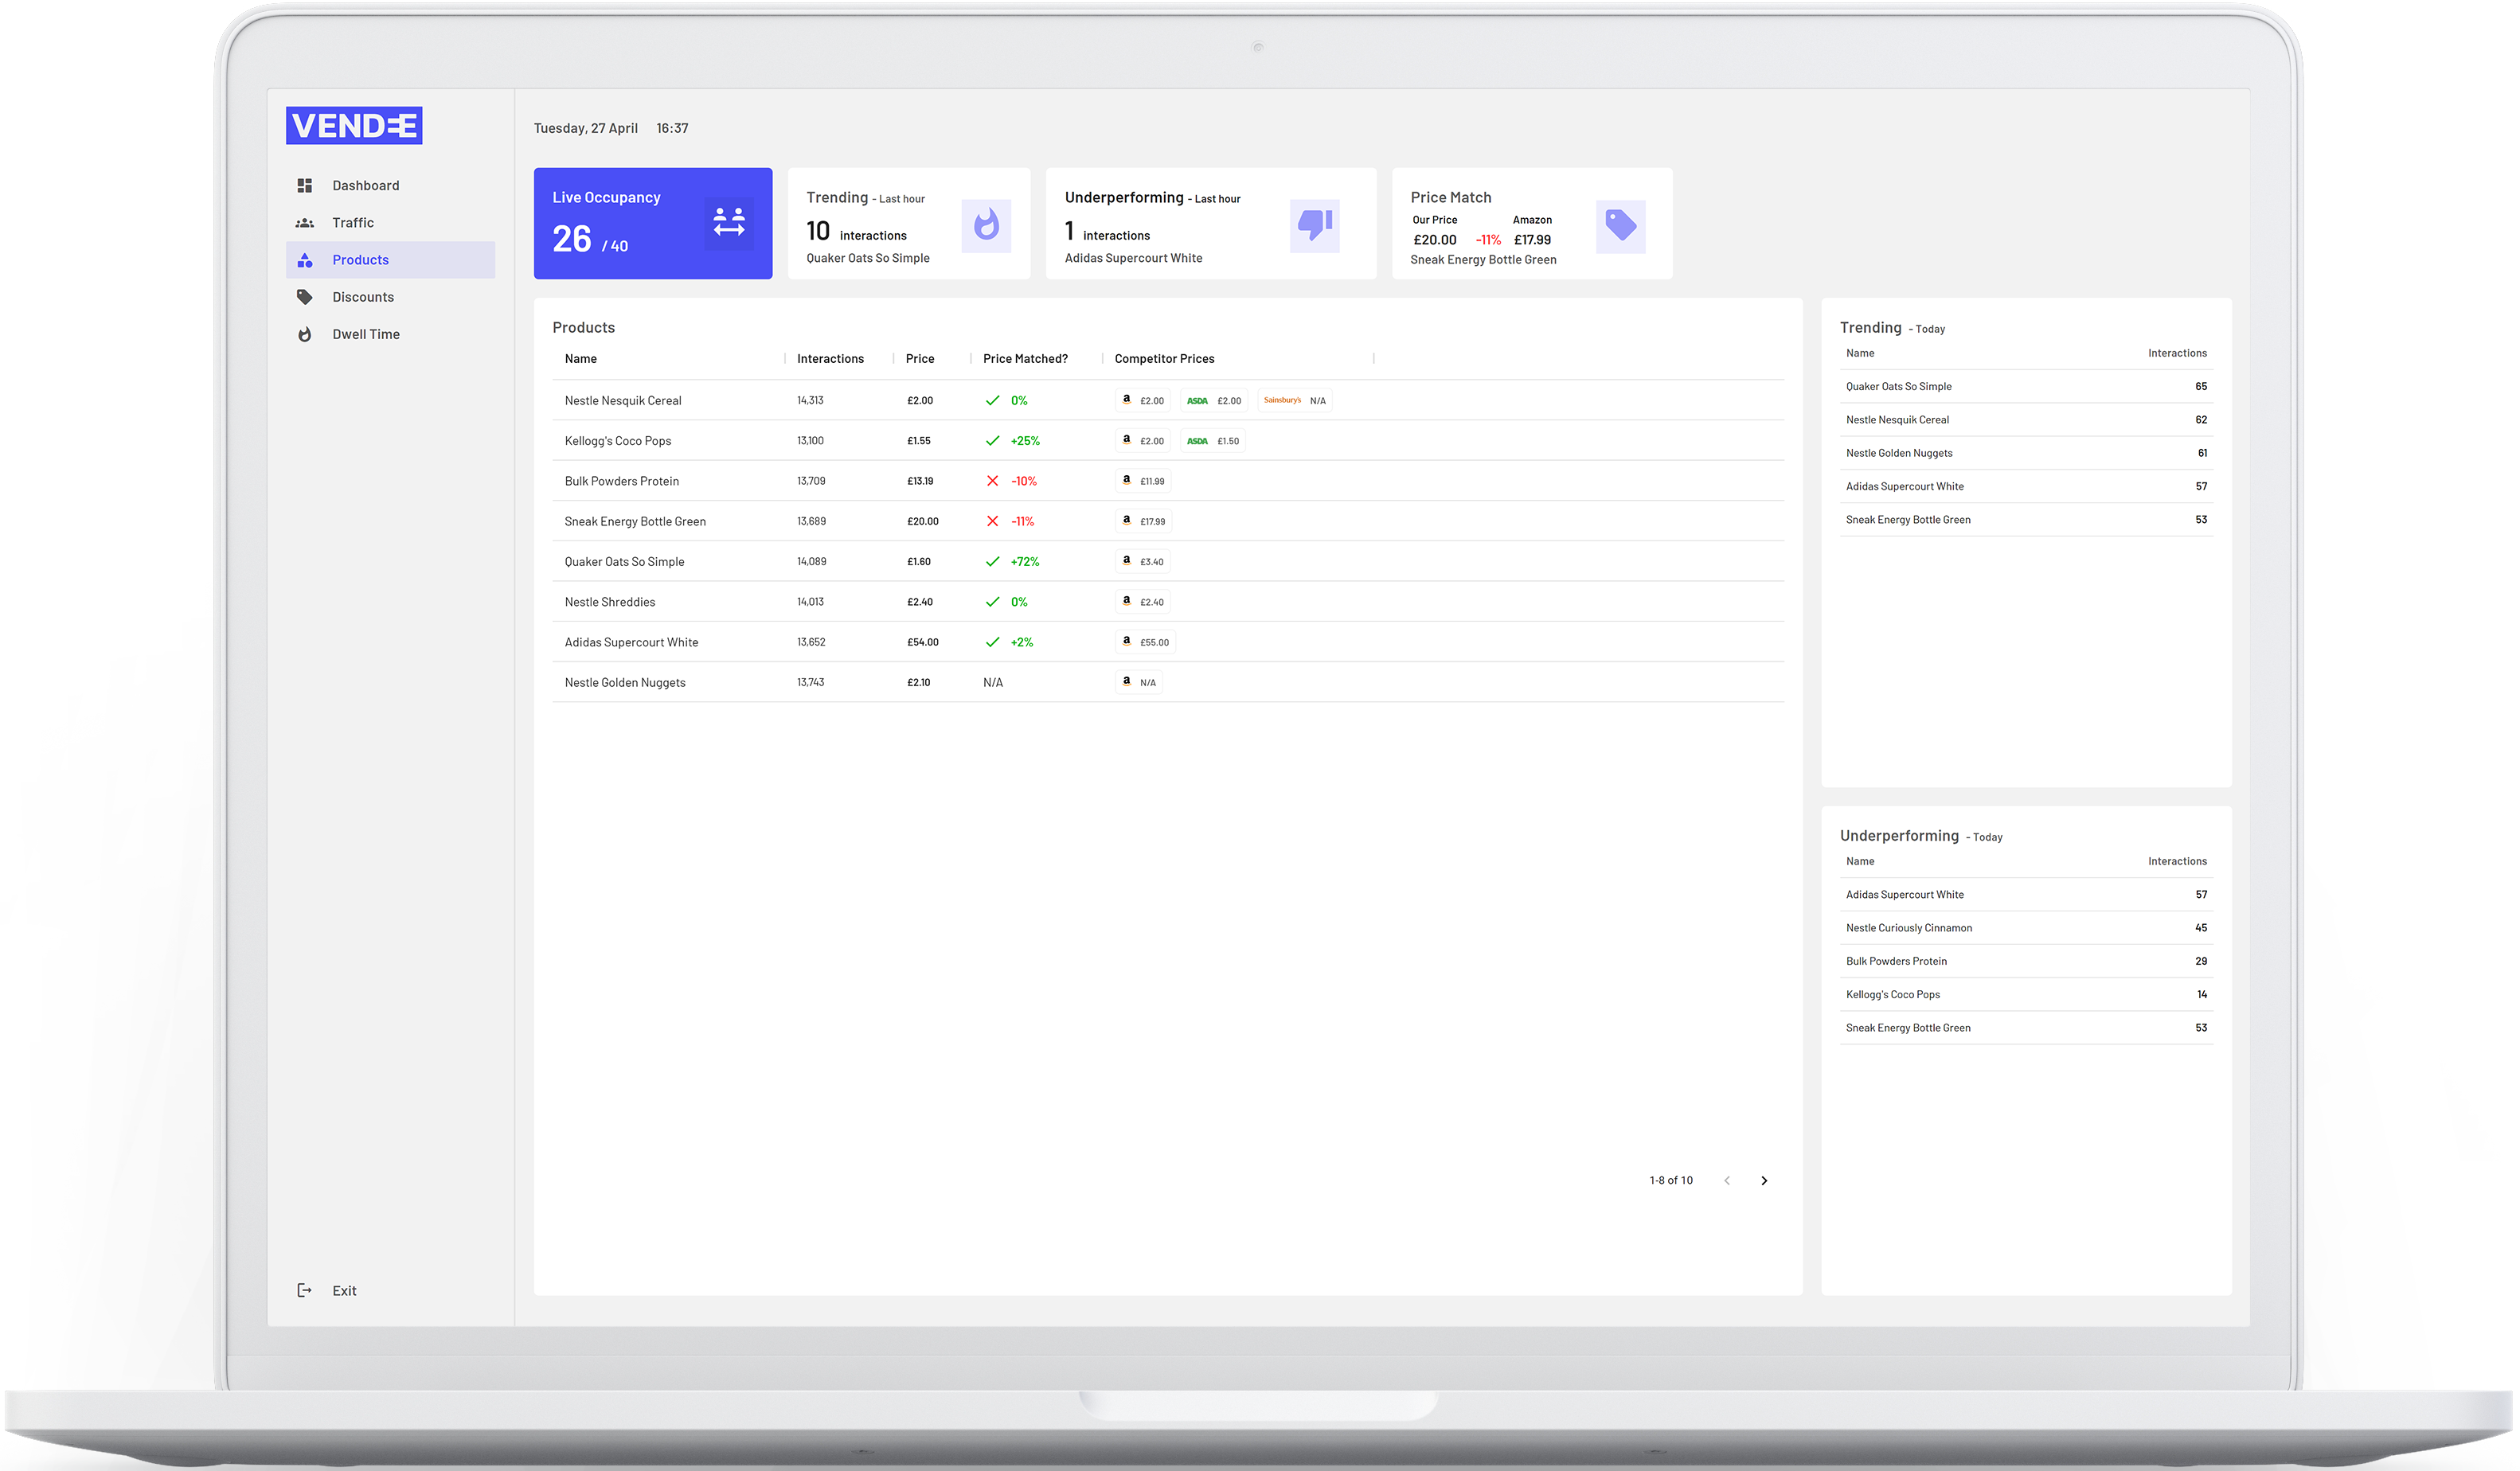 VENDEE
Dashboard
Traffic
Products
Discounts
Dwell Time
Exit
Tuesday, 27 April 16:37
Live Occupancy
26 / 40
Trending - Last hour
10 interactions
Quaker Oats So Simple
Underperforming - Last hour
1 interactions
Adidas Supercourt White
Price Match
Our Price Amazon
£20.00 -11% £17.99
Sneak Energy Bottle Green
Products
Name Interactions Price Price Matched? Competitor Prices
Nestle Nesquik Cereal 14,313 £2.00 0% a £2.00 ASDA £2.00 Sainsbury's N/A
Kellogg's Coco Pops 13,100 £1.55 +25% a £2.00 ASDA £1.50
Bulk Powders Protein 13,709 £13.19 -10% a £11.99
Sneak Energy Bottle Green 13,689 £20.00 -11% a £17.99
Quaker Oats So Simple 14,089 £1.60 +72% a £3.40
Nestle Shreddies 14,013 £2.40 0% a £2.40
Adidas Supercourt White 13,652 £54.00 +2% a £55.00
Nestle Golden Nuggets 13,743 £2.10 N/A a N/A
1-8 of 10
Trending - Today
Name Interactions
Quaker Oats So Simple 65
Nestle Nesquik Cereal 62
Nestle Golden Nuggets 61
Adidas Supercourt White 57
Sneak Energy Bottle Green 53
Underperforming - Today
Name Interactions
Adidas Supercourt White 57
Nestle Curiously Cinnamon 45
Bulk Powders Protein 29
Kellogg's Coco Pops 14
Sneak Energy Bottle Green 53